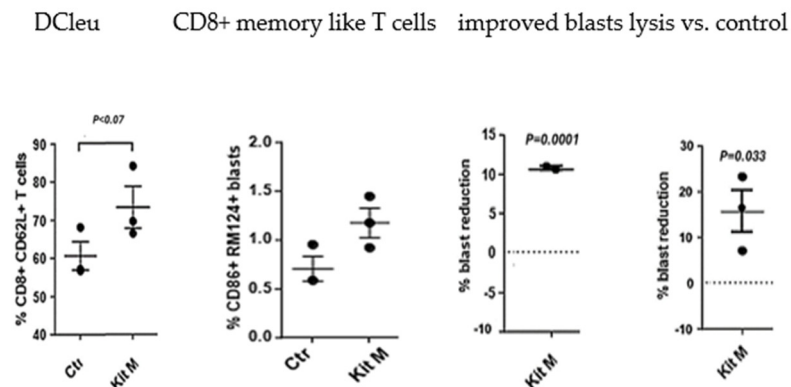 DCleu
CD8+ memory like T cells
improved blasts lysis vs. control
P<0.07
% CD8+ CD62L+ T cells
90
80
70
60
50
40
Ctr
Kit M
% CD86+ RM124+ blasts
2.0
1.5
1.0
0.5
0.0
Ctr
Kit M
P=0.0001
% blast reduction
15
10
5
0
-5
-10
Kit M
P=0.033
% blast reduction
30
20
10
0
-10
Kit M